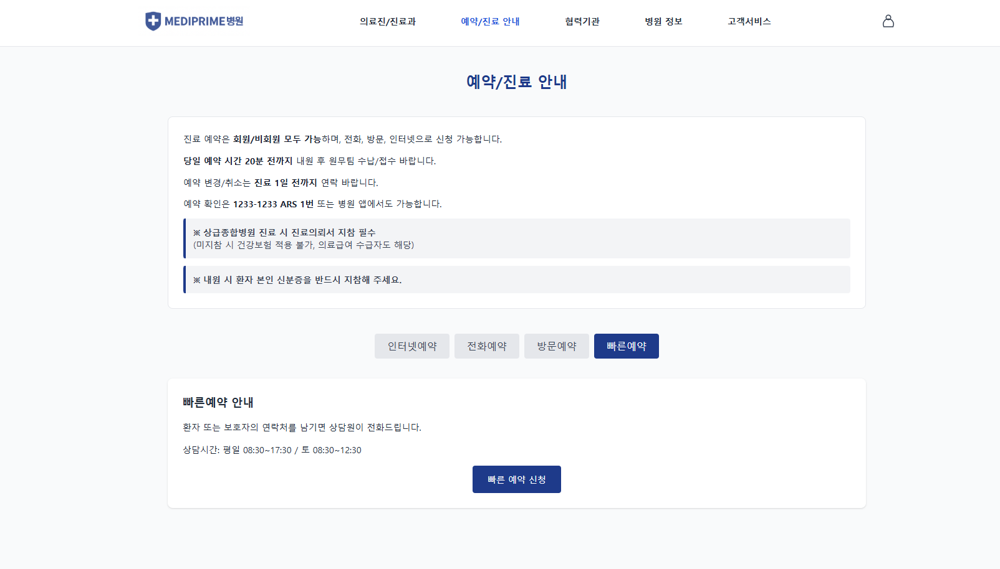 MEDIPRIME병원
의료진/진료과
예약/진료 안내
협력기관
병원 정보
고객서비스
예약/진료 안내
진료 예약은 회원/비회원 모두 가능하며, 전화, 방문, 인터넷으로 신청 가능합니다.
당일 예약 시간 20분 전까지 내원 후 원무팀 수납/접수 바랍니다.
예약 변경/취소는 진료 1일 전까지 연락 바랍니다.
예약 확인은 1233-1233 ARS 1번 또는 병원 앱에서도 가능합니다.
※ 상급종합병원 진료 시 진료의뢰서 지참 필수
(미지참 시 건강보험 적용 불가, 의료급여 수급자도 해당)
※ 내원 시 환자 본인 신분증을 반드시 지참해 주세요.
인터넷예약
전화예약
방문예약
빠른예약
빠른예약 안내
환자 또는 보호자의 연락처를 남기면 상담원이 전화드립니다.
상담시간: 평일 08:30~17:30 / 토 08:30~12:30
빠른 예약 신청